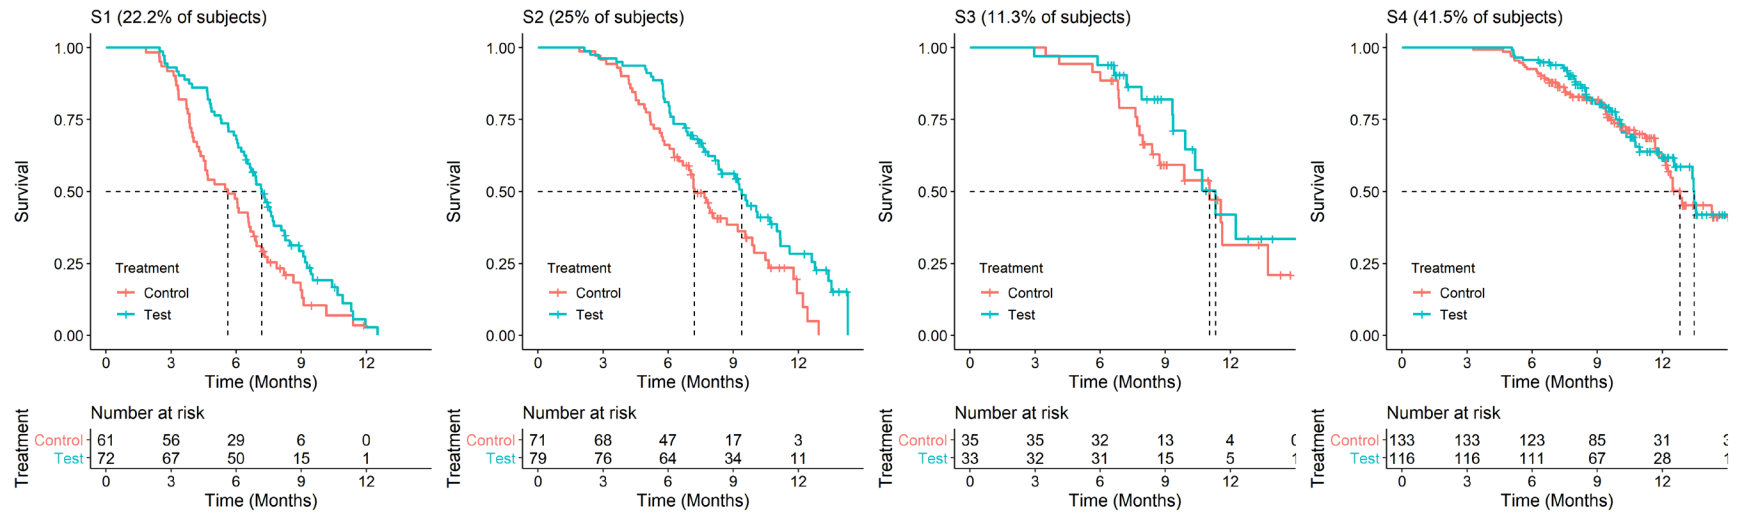 S1 (22.2% of subjects)
1.00
0.75
0.50
0.25
0.00
Survival
Treatment
Control
Test
0 3 6 9 12
Time (Months)
Number at risk
Treatment
Control 61 56 29 6 0
Test 72 67 50 15 1
0 3 6 9 12
Time (Months)
S2 (25% of subjects)
1.00
0.75
0.50
0.25
0.00
Survival
Treatment
Control
Test
0 3 6 9 12
Time (Months)
Number at risk
Treatment
Control 71 68 47 17 3
Test 79 76 64 34 11
0 3 6 9 12
Time (Months)
S3 (11.3% of subjects)
1.00
0.75
0.50
0.25
0.00
Survival
Treatment
Control
Test
0 3 6 9 12
Time (Months)
Number at risk
Treatment
Control 35 35 32 13 4
Test 33 32 31 15 5
0 3 6 9 12
Time (Months)
S4 (41.5% of subjects)
1.00
0.75
0.50
0.25
0.00
Survival
Treatment
Control
Test
0 3 6 9 12
Time (Months)
Number at risk
Treatment
Control 133 133 123 85 31
Test 116 116 111 67 28
0 3 6 9 12
Time (Months)